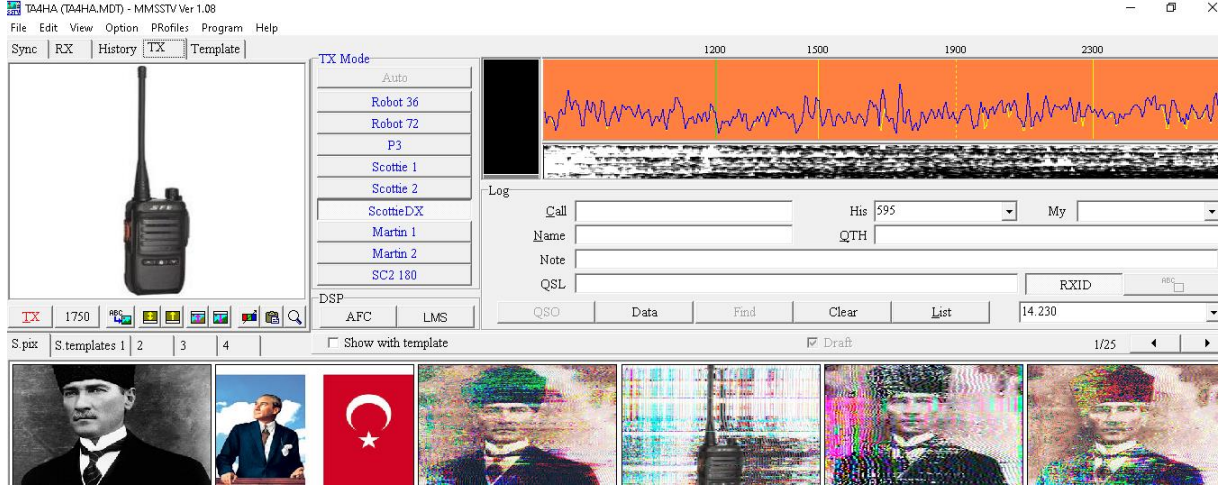 TA4HA (TA4HA.MDT) - MMSSTV Ver 1.08
File Edit View Option PRofiles Program Help
Sync RX History TX Template
TX Mode
Auto
Robot 36
Robot 72
P3
Scottie 1
Scottie 2
ScottieDX
Martin 1
Martin 2
SC2 180
DSP
AFC LMS
1200 1500 1900 2300
Log
Call His 595 My
Name QTH
Note
QSL RXID ABC
QSO Data Find Clear List 14.230
TX 1750 ABC
S.pix S.templates 1 2 3 4
Show with template Draft 1/25